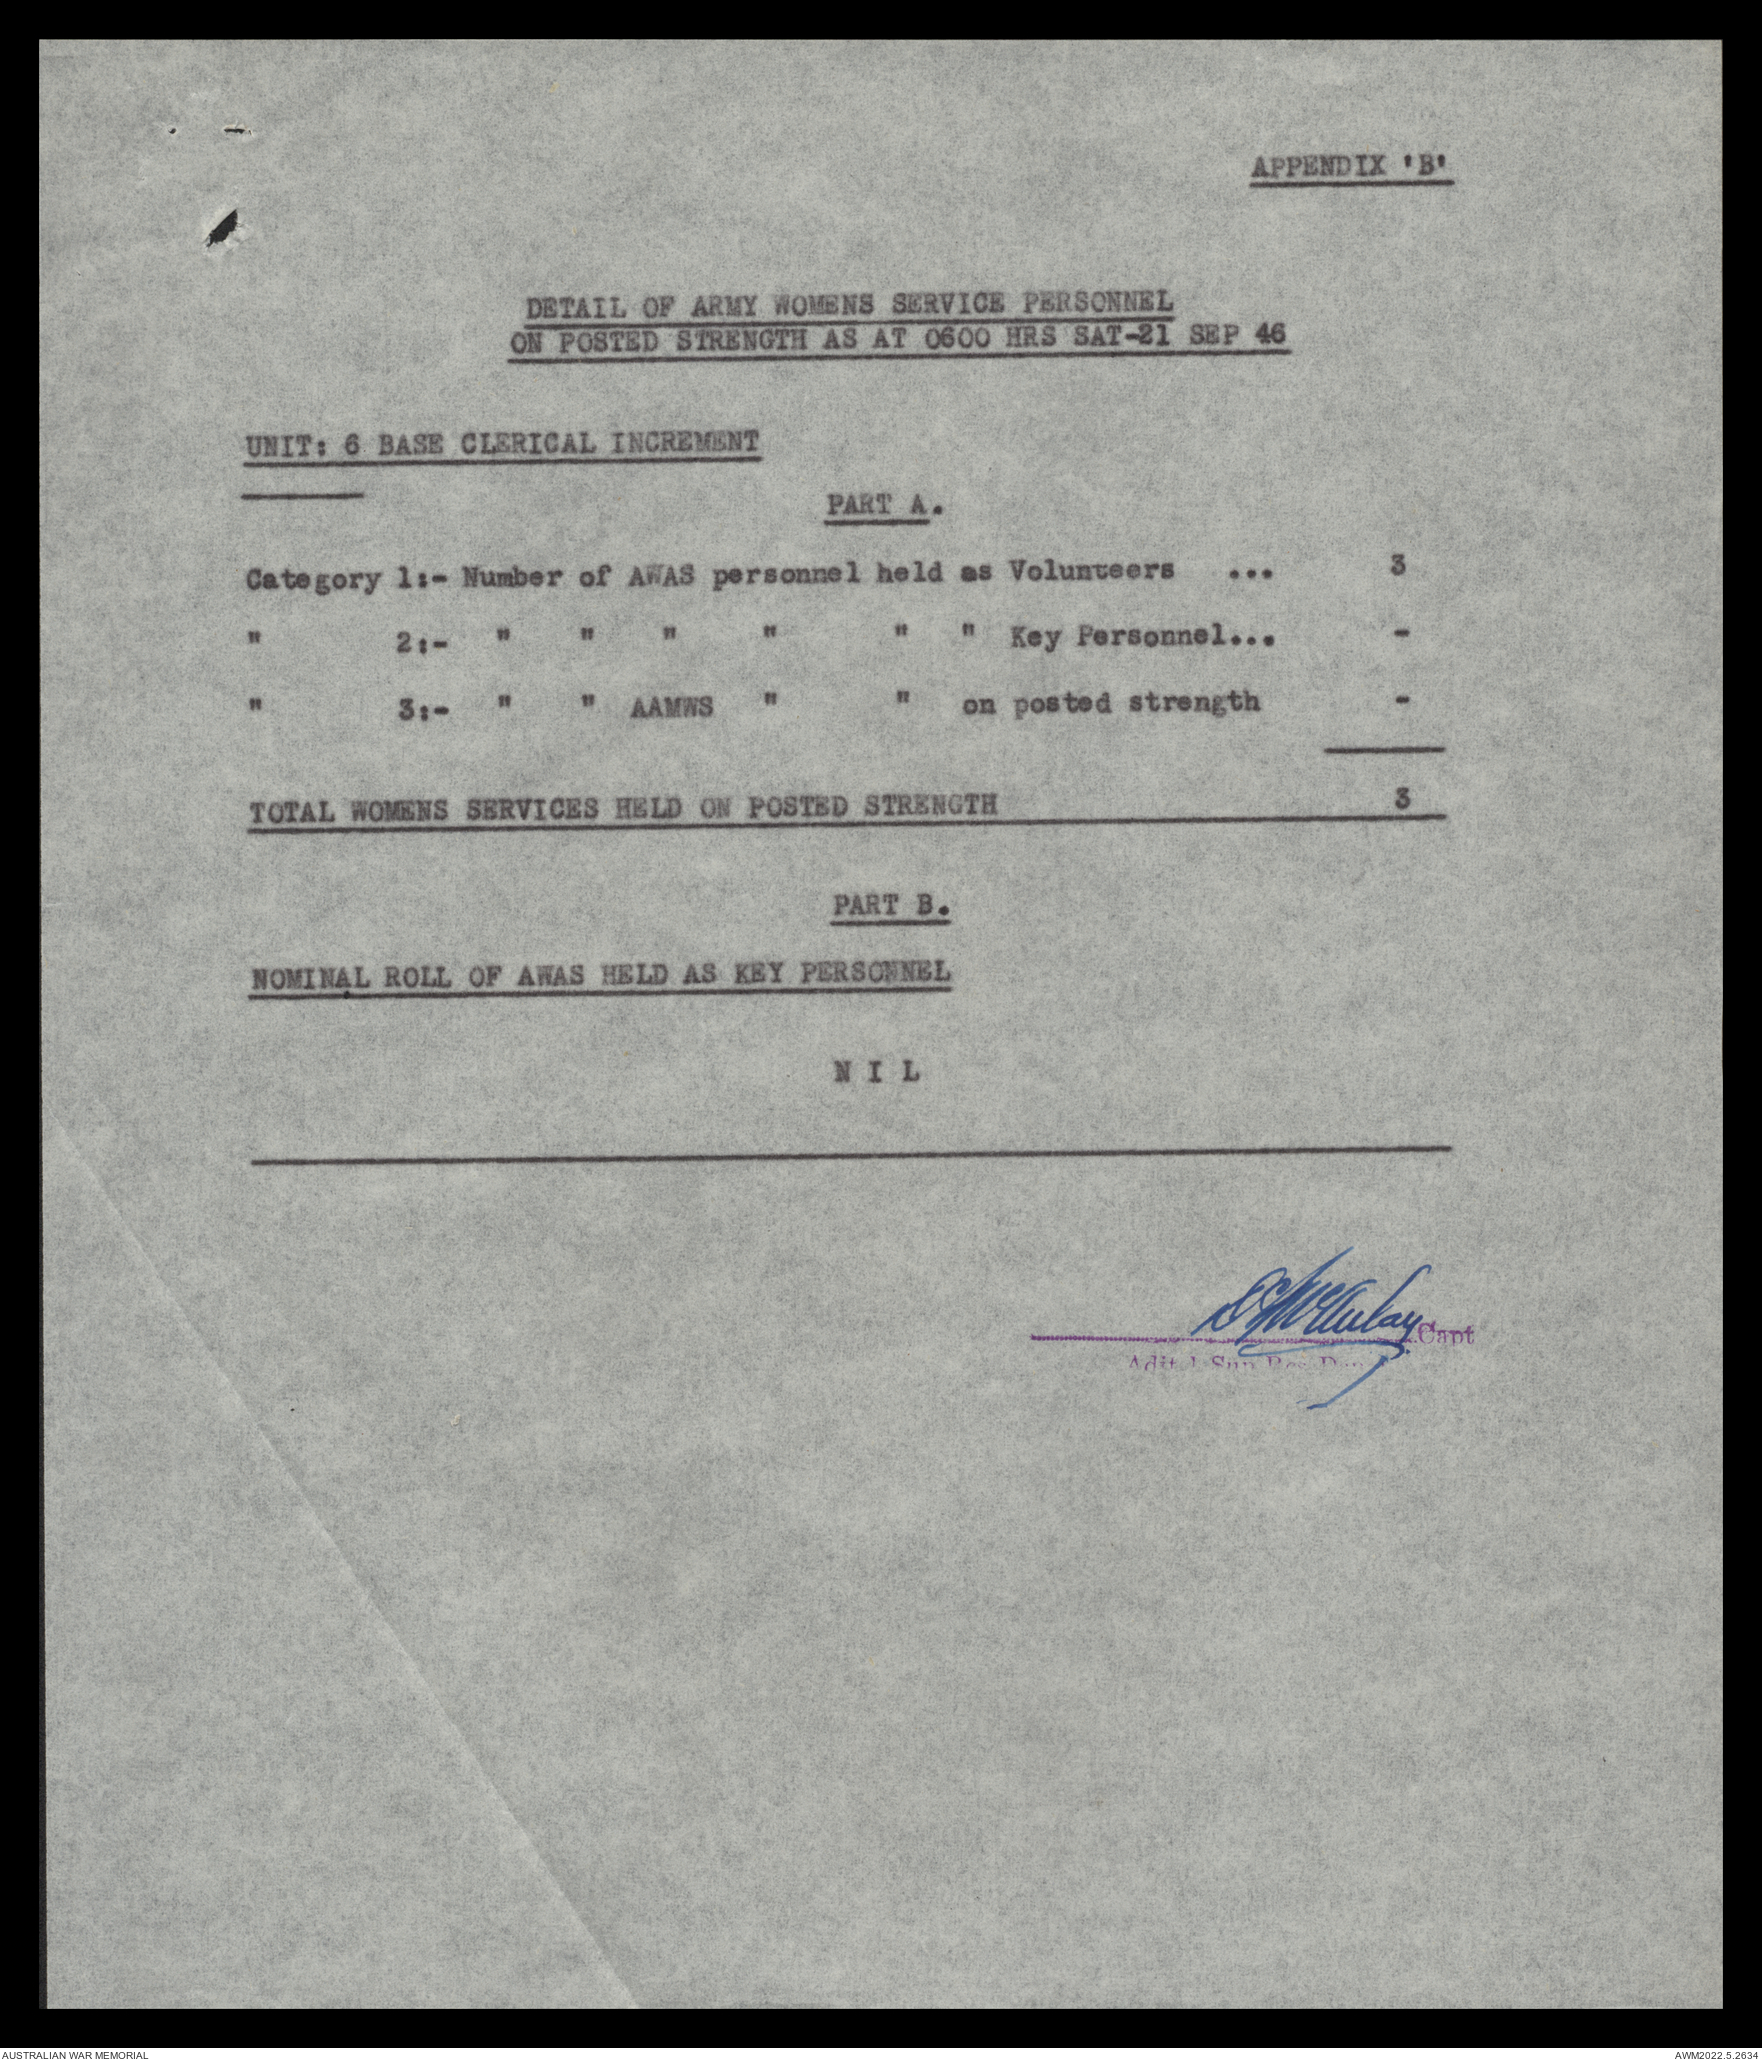 APPENDIX 'B'
DETAIL OF ARMY WOMENS SERVICE PERSONNEL
ON POSTED STRENGTH AS AT 0600 HRS SAT-21 SEP 46
UNIT: 6 BASE CLERICAL INCREMENT
PART A.
Category 1:- Number of AWAS personnel held as Volunteers ... 3
" 2:- " " " " " " Key Personnel... -
" 3:- " " AAMWS " " on posted strength -
TOTAL WOMENS SERVICES HELD ON POSTED STRENGTH 3
PART B.
NOMINAL ROLL OF AWAS HELD AS KEY PERSONNEL
N I L
McAulay Capt
AUSTRALIAN WAR MEMORIAL
AWM2022.5.2634